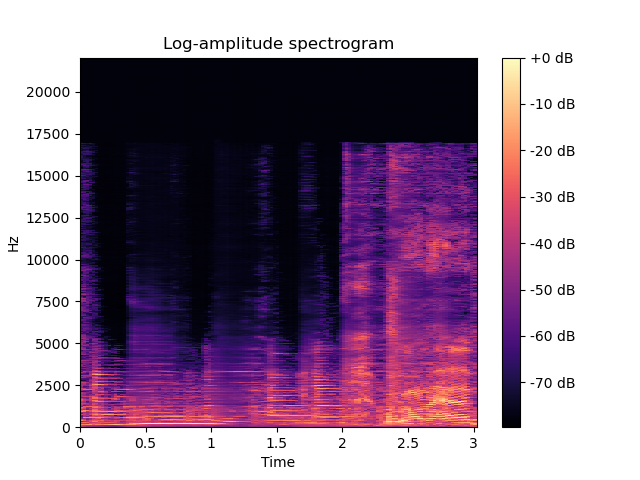 Log-amplitude spectrogram
+0 dB
20000
-10 dB
17500
-20 dB
15000
-30 dB
12500
Hz
-40 dB
10000
-50 dB
7500
-60 dB
5000
-70 dB
2500
0
0 0.5 1 1.5 2 2.5 3
Time